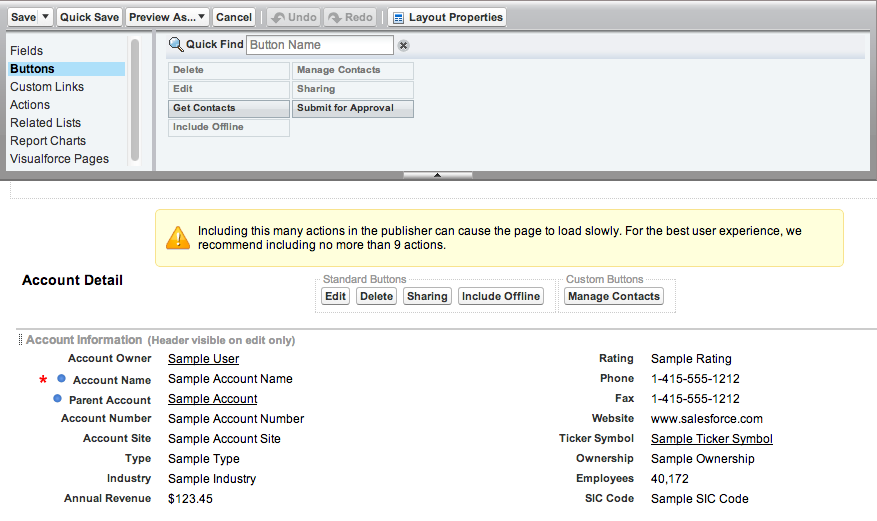 Save Quick Save Preview As... Cancel Undo Redo Layout Properties
Fields
Buttons
Custom Links
Actions
Related Lists
Report Charts
Visualforce Pages
Quick Find Button Name
Delete Manage Contacts
Edit Sharing
Get Contacts Submit for Approval
Include Offline
Including this many actions in the publisher can cause the page to load slowly. For the best user experience, we
recommend including no more than 9 actions.
Account Detail
Standard Buttons
Edit Delete Sharing Include Offline
Custom Buttons
Manage Contacts
Account Information (Header visible on edit only)
Account Owner Sample User
* Account Name Sample Account Name
Parent Account Sample Account
Account Number Sample Account Number
Account Site Sample Account Site
Type Sample Type
Industry Sample Industry
Annual Revenue $123.45
Rating Sample Rating
Phone 1-415-555-1212
Fax 1-415-555-1212
Website www.salesforce.com
Ticker Symbol Sample Ticker Symbol
Ownership Sample Ownership
Employees 40,172
SIC Code Sample SIC Code